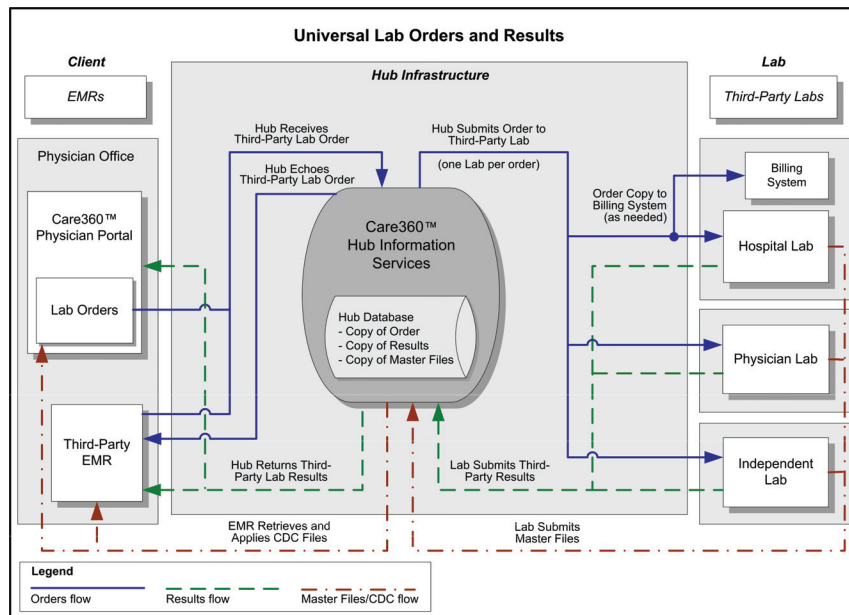 Universal Lab Orders and Results
Client
EMRs
Hub Infrastructure
Lab
Third-Party Labs
Physician Office
Care360™
Physician Portal
Lab Orders
Third-Party
EMR
Hub Receives
Third-Party Lab Order
Hub Echoes
Third-Party Lab Order
Hub Submits Order to
Third-Party Lab
(one Lab per order)
Care360™
Hub Information
Services
Hub Database
- Copy of Order
- Copy of Results
- Copy of Master Files
Order Copy to
Billing System
(as needed)
Billing
System
Hospital Lab
Physician Lab
Independent
Lab
Hub Returns Third-
Party Lab Results
Lab Submits Third-
Party Results
EMR Retrieves and
Applies CDC Files
Lab Submits
Master Files
Legend
Orders flow
Results flow
Master Files/CDC flow